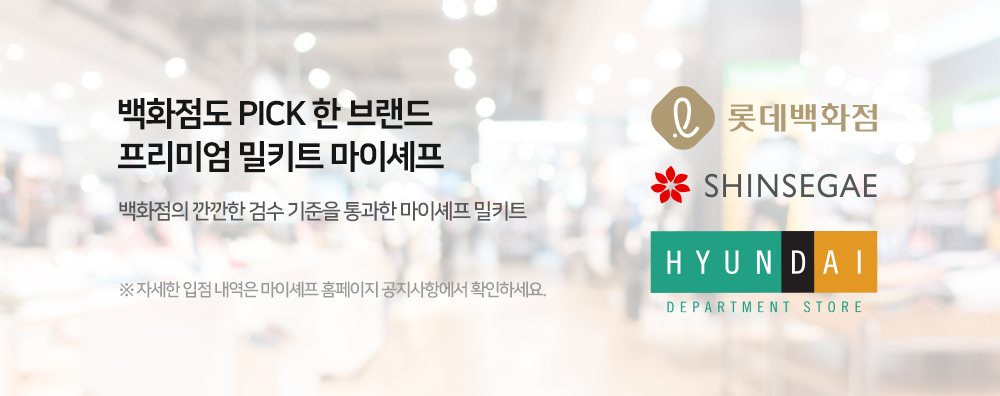 백화점도 PICK 한 브랜드
프리미엄 밀키트 마이셰프
백화점의 깐깐한 검수 기준을 통과한 마이셰프 밀키트
※ 자세한 입점 내역은 마이셰프 홈페이지 공지사항에서 확인하세요.
롯데백화점
SHINSEGAE
HYUNDAI
DEPARTMENT STORE